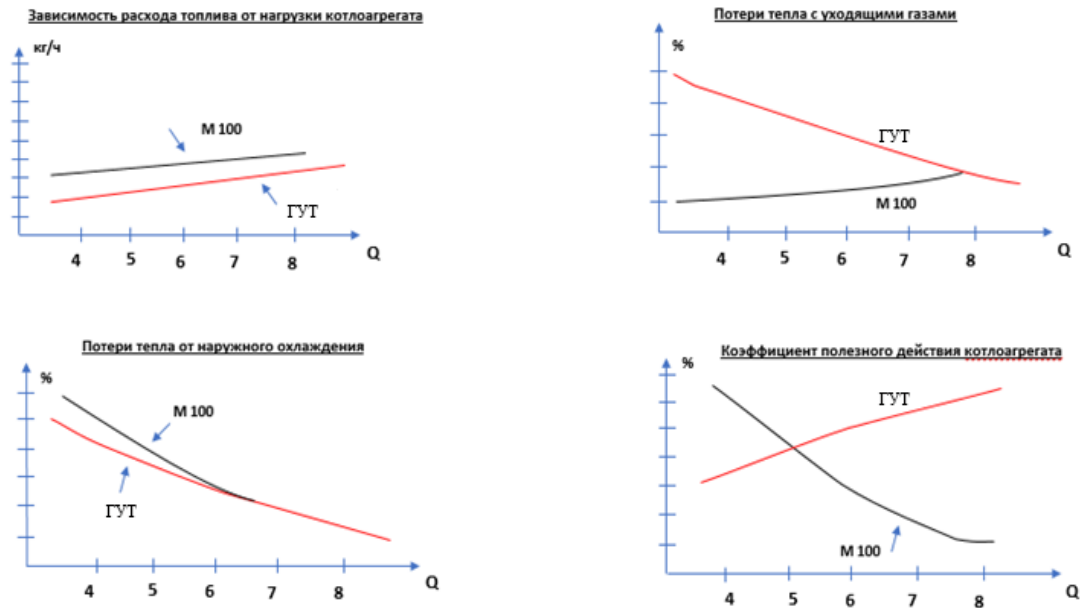 Зависимость расхода топлива от нагрузки котлоагрегата
кг/ч
М 100
ГУТ
4 5 6 7 8 Q
Потери тепла с уходящими газами
%
ГУТ
М 100
4 5 6 7 8 Q
Потери тепла от наружного охлаждения
%
М 100
ГУТ
4 5 6 7 8 Q
Коэффициент полезного действия котлоагрегата
%
ГУТ
М 100
4 5 6 7 8 Q